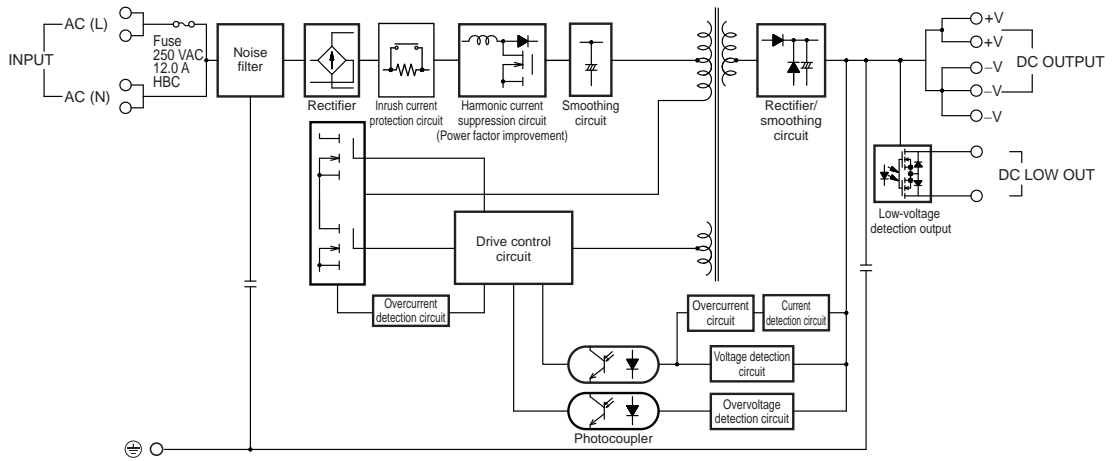 INPUT
AC (L)
AC (N)
Fuse
250 VAC
12.0 A
HBC
Noise
filter
Rectifier
Inrush current
protection circuit
Harmonic current
suppression circuit
(Power factor improvement)
Smoothing
circuit
Rectifier/
smoothing
circuit
+V
+V
−V
−V
−V
DC OUTPUT
DC LOW OUT
Low-voltage
detection output
Drive control
circuit
Overcurrent
detection circuit
Overcurrent
circuit
Current
detection circuit
Voltage detection
circuit
Overvoltage
detection circuit
Photocoupler